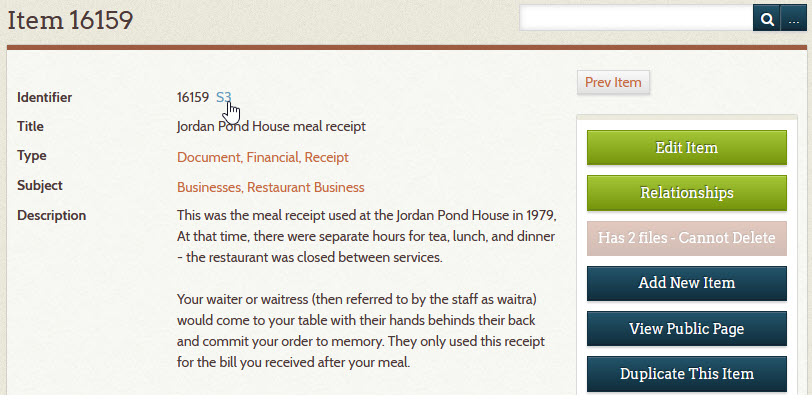 Item 16159
...
Prev Item
Identifier 16159 S3
Title Jordan Pond House meal receipt
Type Document, Financial, Receipt
Subject Businesses, Restaurant Business
Description This was the meal receipt used at the Jordan Pond House in 1979,
At that time, there were separate hours for tea, lunch, and dinner
- the restaurant was closed between services.
Your waiter or waitress (then referred to by the staff as waitra)
would come to your table with their hands behinds their back
and commit your order to memory. They only used this receipt
for the bill you received after your meal.
Edit Item
Relationships
Has 2 files - Cannot Delete
Add New Item
View Public Page
Duplicate This Item